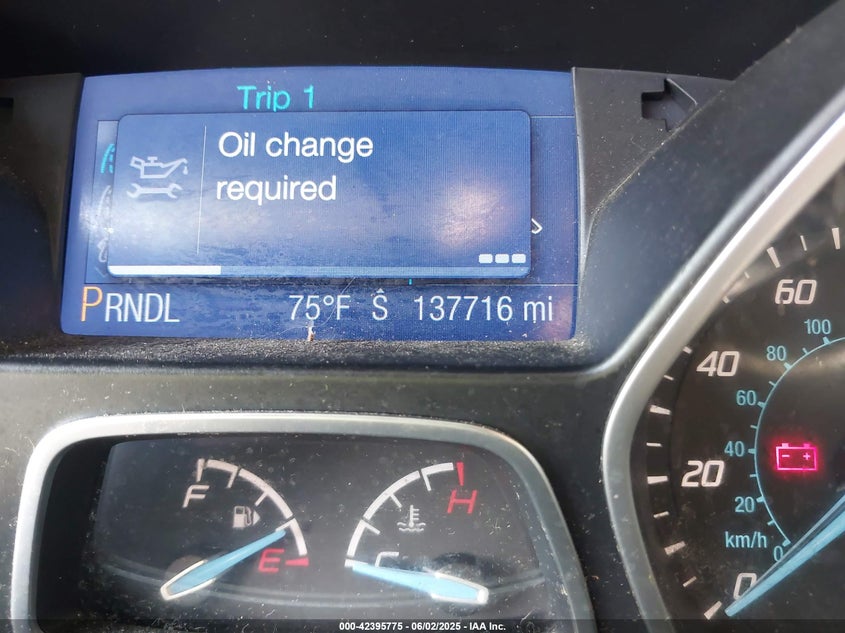 Trip 1
Oil change
required
PRNDL 75°F Ŝ 137716 mi
60
100
80
40
60
40
20
20
km/h
0
0
F
E
H
C
000-42395775 - 06/02/2025 - IAA Inc.